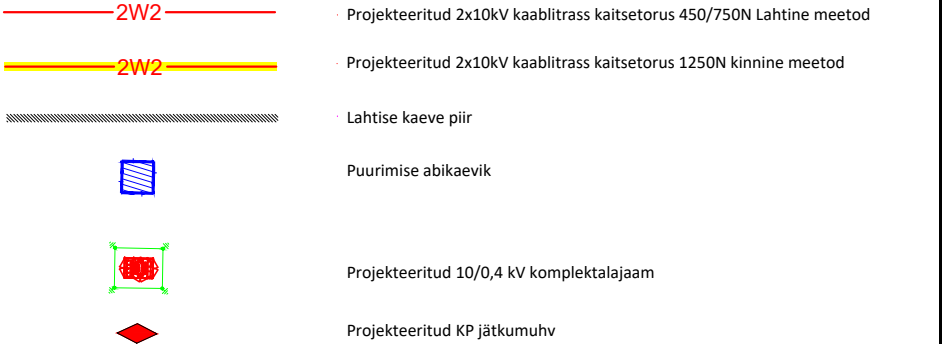 2W2 Projekteeritud 2x10kV kaablitrass kaitsetorus 450/750N Lahtine meetod
2W2 Projekteeritud 2x10kV kaablitrass kaitsetorus 1250N kinnine meetod
Lahtise kaeve piir
Puurimise abikaevik
Projekteeritud 10/0,4 kV komplektalajaam
Projekteeritud KP jätkumuhv